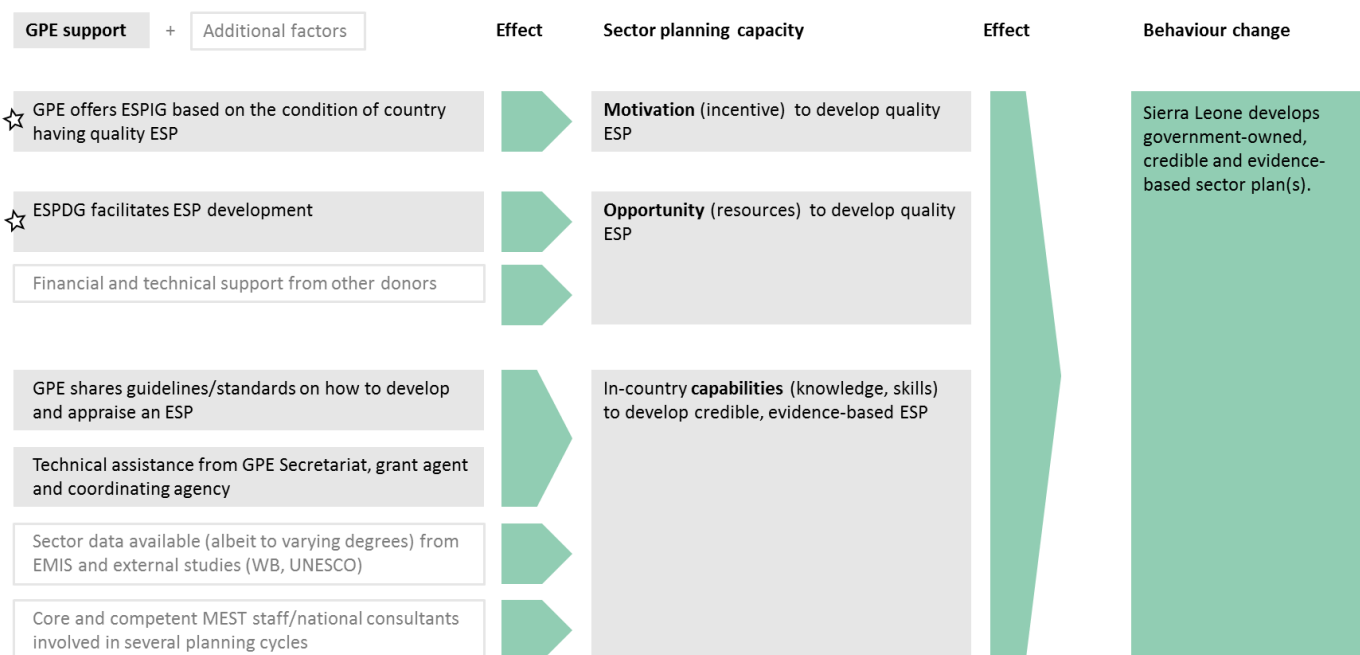 GPE support + Additional factors Effect Sector planning capacity Effect Behaviour change
GPE offers ESPIG based on the condition of country
having quality ESP
Motivation (incentive) to develop quality
ESP
Sierra Leone develops
government-owned,
credible and evidence-
based sector plan(s).
ESPDG facilitates ESP development
Opportunity (resources) to develop quality
ESP
Financial and technical support from other donors
GPE shares guidelines/standards on how to develop
and appraise an ESP
In-country capabilities (knowledge, skills)
to develop credible, evidence-based ESP
Technical assistance from GPE Secretariat, grant agent
and coordinating agency
Sector data available (albeit to varying degrees) from
EMIS and external studies (WB, UNESCO)
Core and competent MEST staff/national consultants
involved in several planning cycles